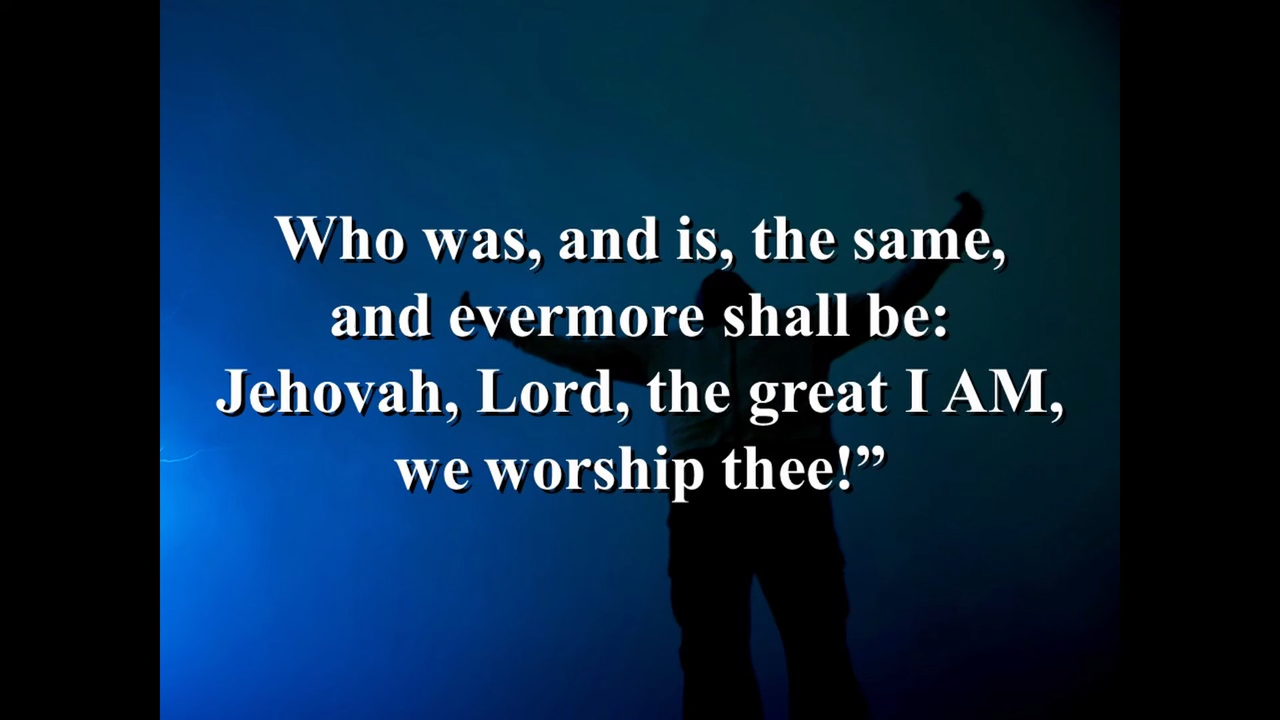 Who was, and is, the same,
and evermore shall be:
Jehovah, Lord, the great I AM,
we worship thee!”